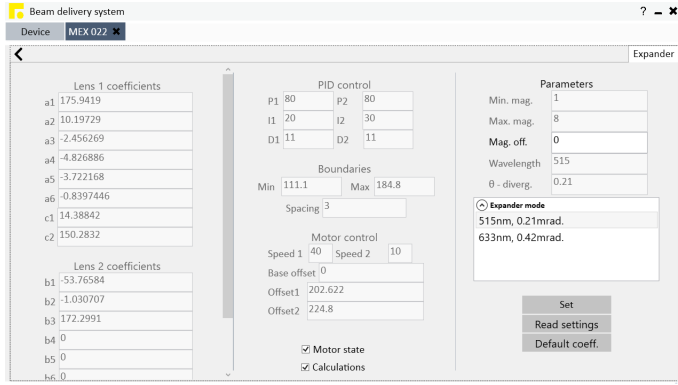 Beam delivery system
Device MEX 022
Expander
Lens 1 coefficients
a1 175.9419
a2 10.19729
a3 -2.456269
a4 -4.826886
a5 -3.722168
a6 -0.8397446
c1 14.38842
c2 150.2832
Lens 2 coefficients
b1 -53.76584
b2 -1.030707
b3 172.2991
b4 0
b5 0
b6 0
PID control
P1 80 P2 80
I1 20 I2 30
D1 11 D2 11
Boundaries
Min 111.1 Max 184.8
Spacing 3
Motor control
Speed 1 40 Speed 2 10
Base offset 0
Offset1 202.622
Offset2 224.8
Motor state
Calculations
Parameters
Min. mag. 1
Max. mag. 8
Mag. off. 0
Wavelength 515
θ - diverg. 0.21
Expander mode
515nm, 0.21mrad.
633nm, 0.42mrad.
Set
Read settings
Default coeff.